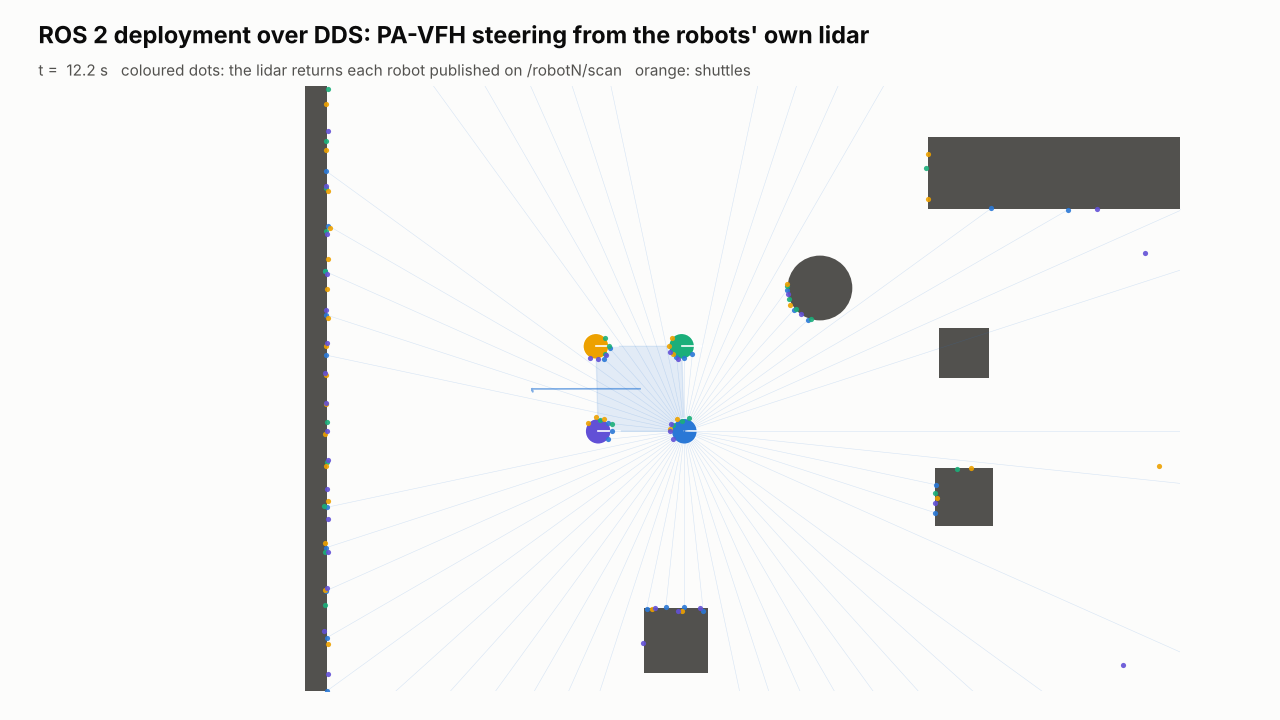 ROS 2 deployment over DDS: PA-VFH steering from the robots' own lidar
t =  12.2 s   coloured dots: the lidar returns each robot published on /robotN/scan   orange: shuttles